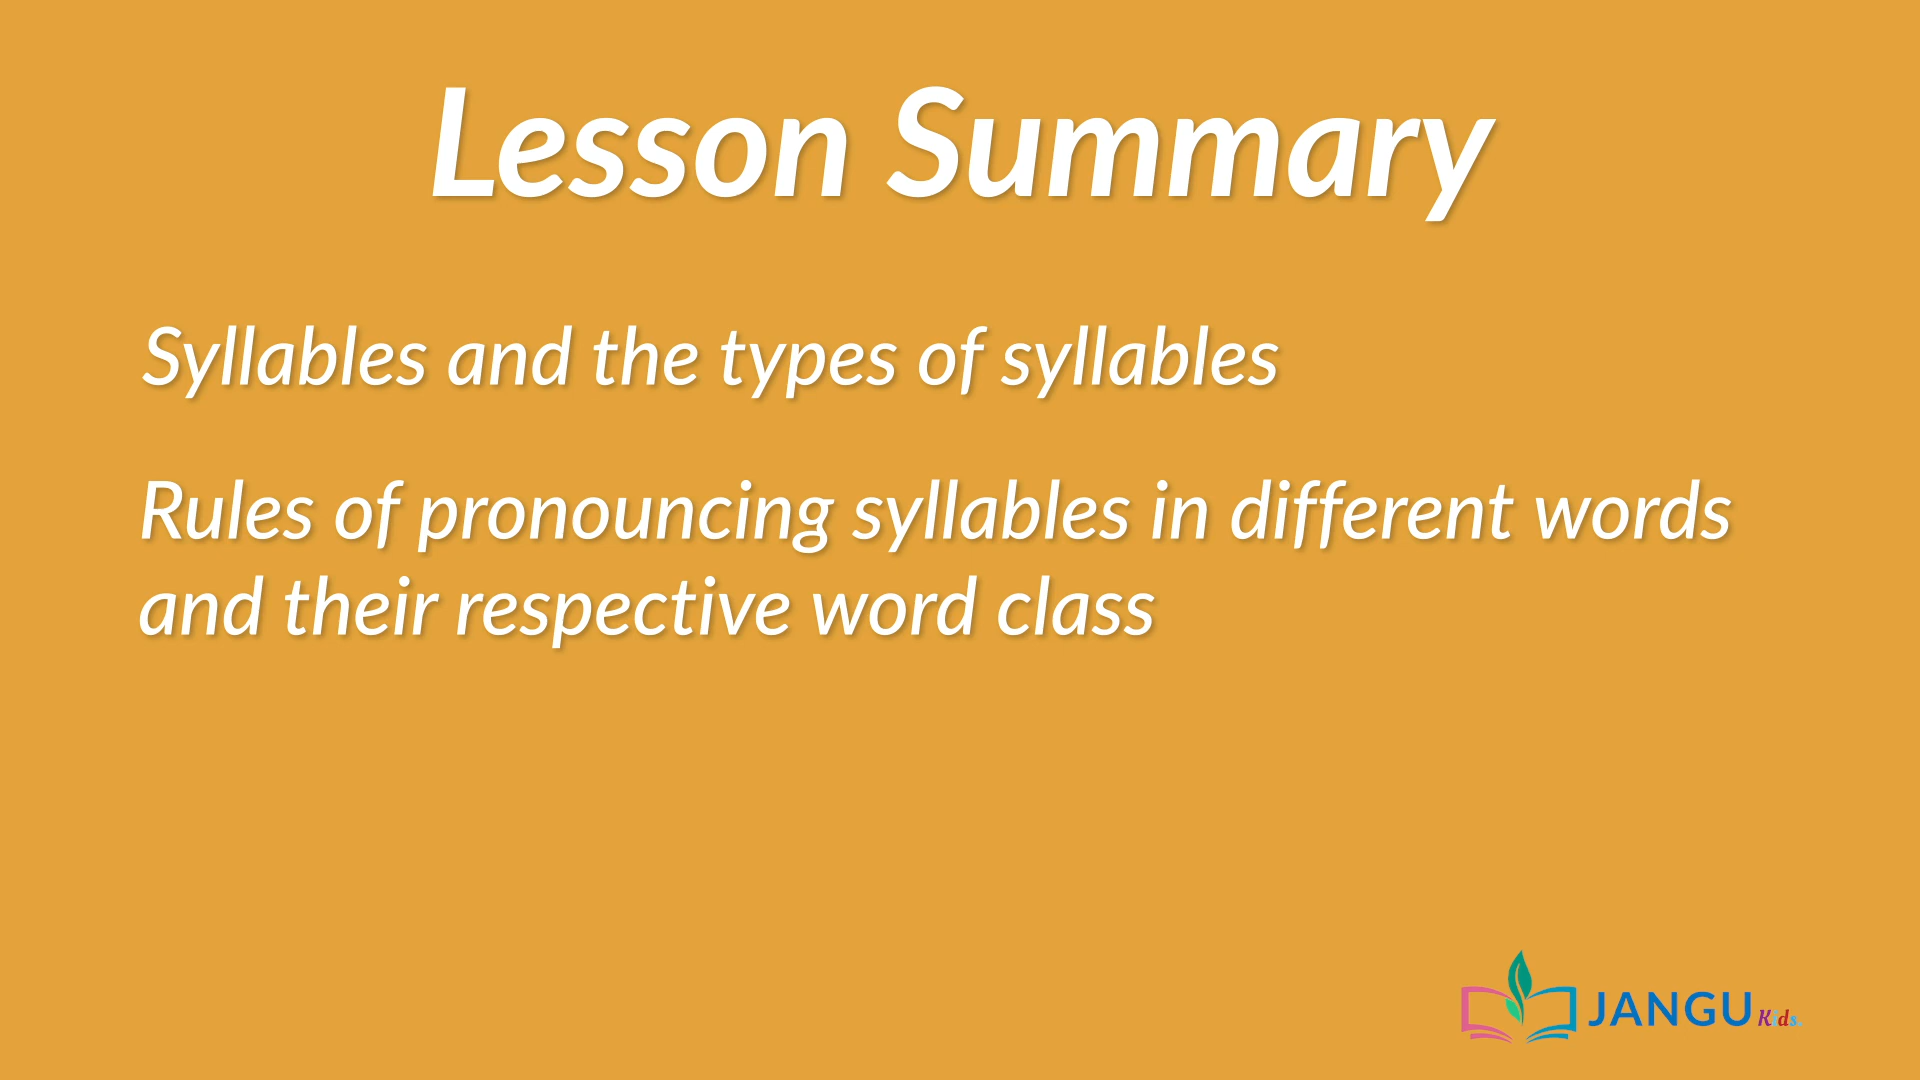 Lesson Summary
Syllables and the types of syllables
Rules of pronouncing syllables in different words
and their respective word class
JANGU Kids